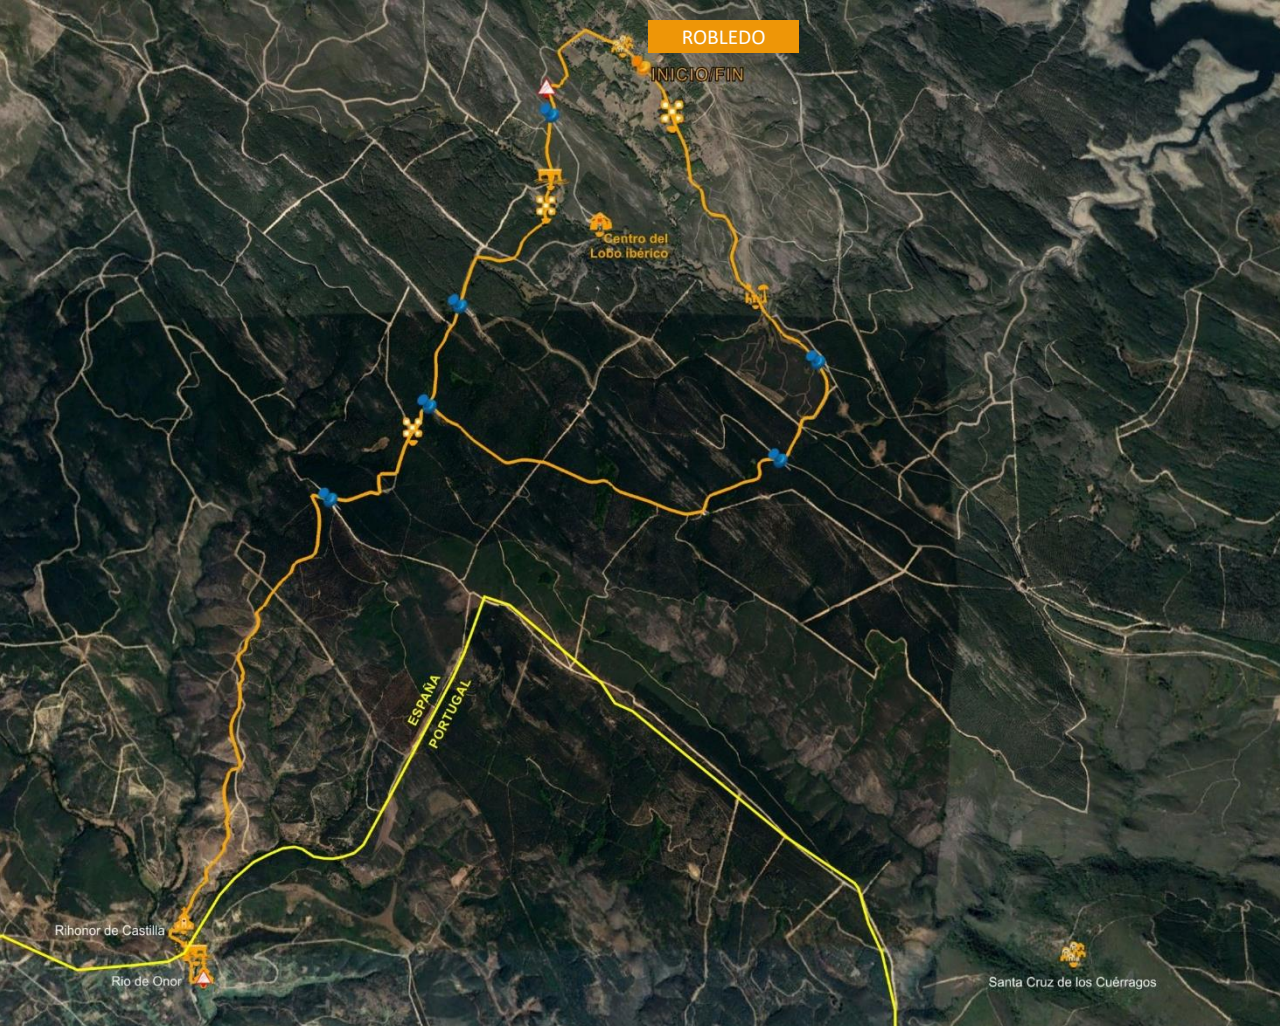 ROBLEDO
INICIO/FIN
Centro del
Lobo ibérico
ESPAÑA
PORTUGAL
Rihonor de Castilla
Rio de Onor
Santa Cruz de los Cuérragos